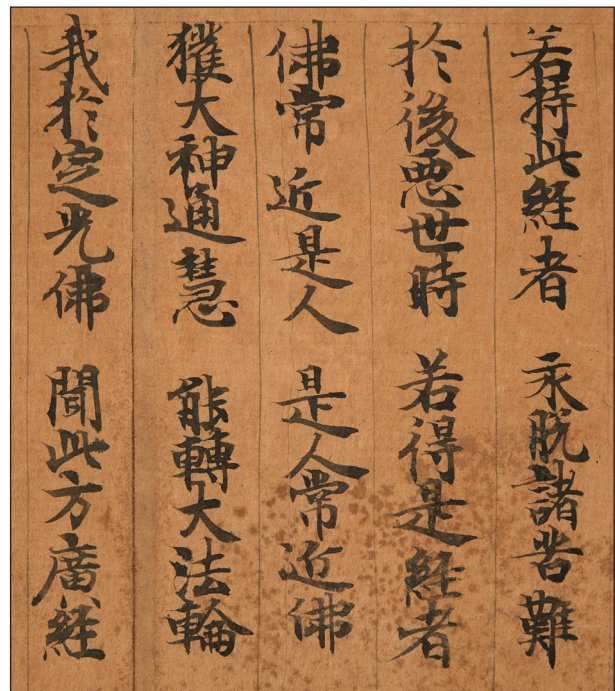 若持此經者　永脫諸苦難
於後惡世時　若得是經者
佛常近是人　是人常近佛
獲大神通慧　能轉大法輪
我於定光佛　聞此方廣經